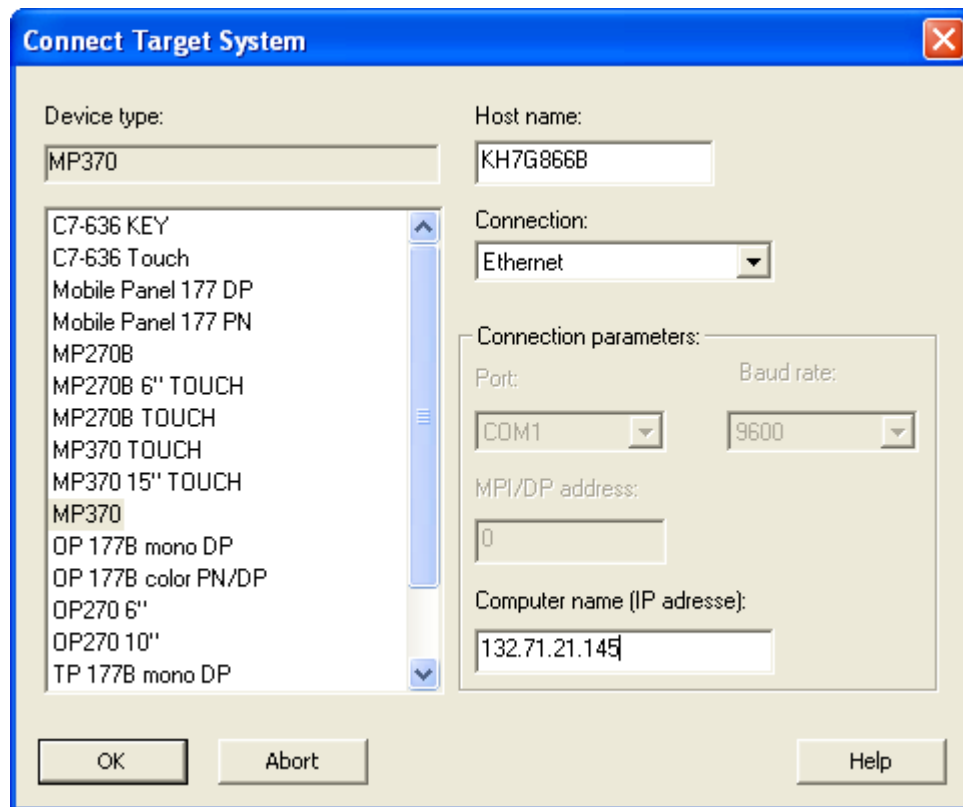 Connect Target System
Device type:
MP370
C7-636 KEY
C7-636 Touch
Mobile Panel 177 DP
Mobile Panel 177 PN
MP270B
MP270B 6" TOUCH
MP270B TOUCH
MP370 TOUCH
MP370 15" TOUCH
MP370
OP 177B mono DP
OP 177B color PN/DP
OP270 6"
OP270 10"
TP 177B mono DP
Host name:
KH7G866B
Connection:
Ethernet
Connection parameters:
Port:
Baud rate:
COM1
9600
MPI/DP address:
0
Computer name (IP adresse):
132.71.21.145
OK
Abort
Help